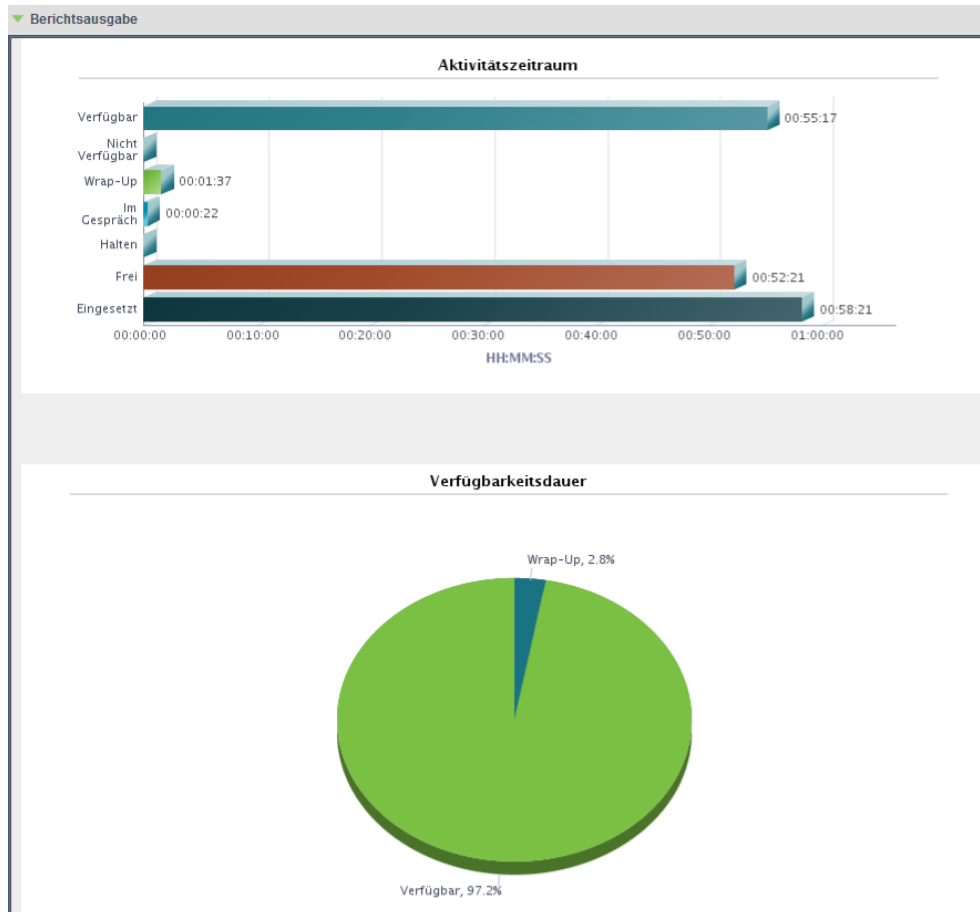 Berichtsausgabe
Aktivitätszeitraum
Verfügbar
00:55:17
Nicht
Verfügbar
Wrap-Up
00:01:37
Im
Gespräch
00:00:22
Halten
Frei
00:52:21
Eingesetzt
00:58:21
00:00:00 00:10:00 00:20:00 00:30:00 00:40:00 00:50:00 01:00:00
HH:MM:SS
Verfügbarkeitsdauer
Wrap-Up, 2.8%
Verfügbar, 97.2%